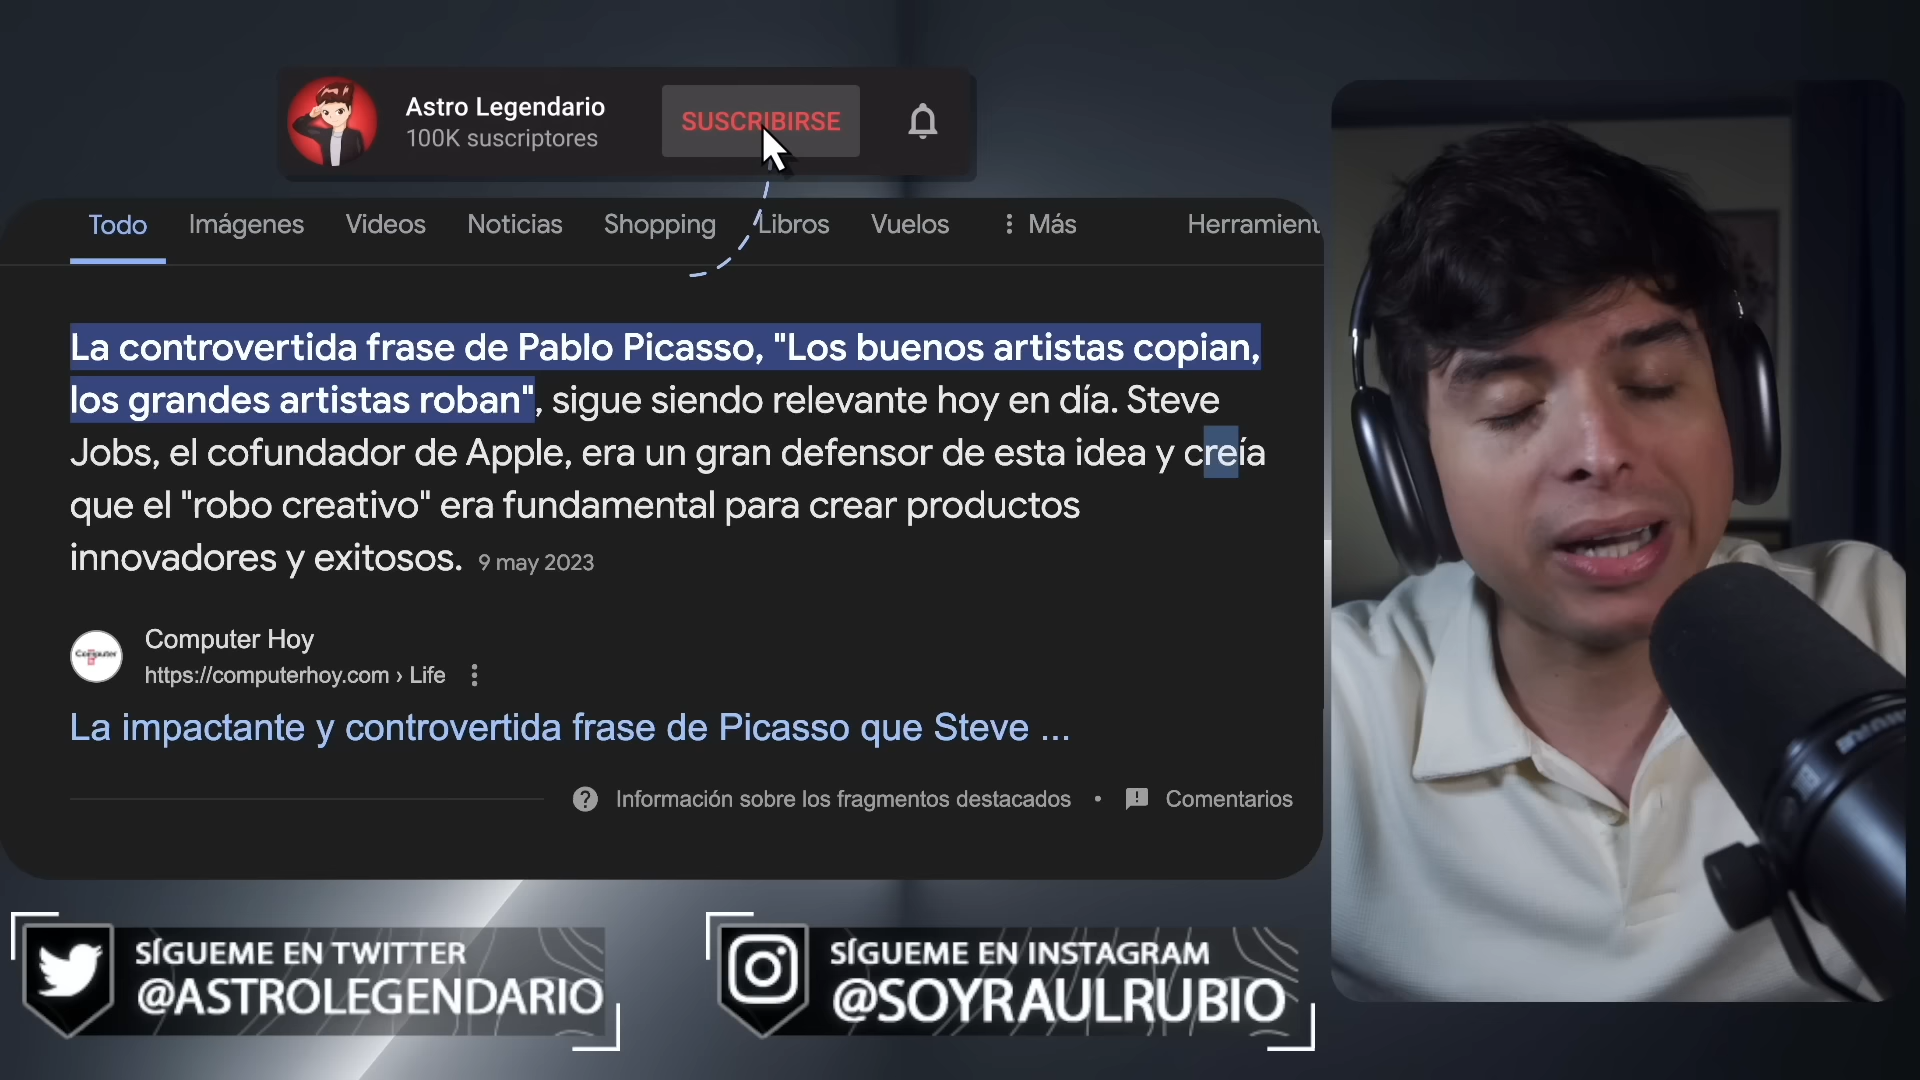 Astro Legendario
100K suscriptores
SUSCRIBIRSE
Todo Imágenes Videos Noticias Shopping Libros Vuelos Más Herramient
La controvertida frase de Pablo Picasso, "Los buenos artistas copian,
los grandes artistas roban", sigue siendo relevante hoy en día. Steve
Jobs, el cofundador de Apple, era un gran defensor de esta idea y creía
que el "robo creativo" era fundamental para crear productos
innovadores y exitosos. 9 may 2023
Computer
Computer Hoy
https://computerhoy.com › Life
La impactante y controvertida frase de Picasso que Steve ...
Información sobre los fragmentos destacados • Comentarios
SÍGUEME EN TWITTER
@ASTROLEGENDARIO
SÍGUEME EN INSTAGRAM
@SOYRAULRUBIO